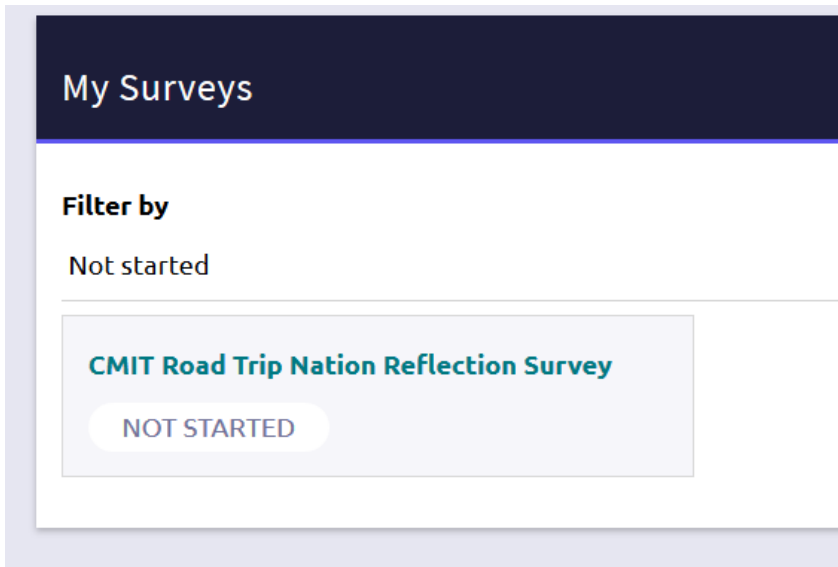 My Surveys
Filter by
Not started
CMIT Road Trip Nation Reflection Survey
NOT STARTED